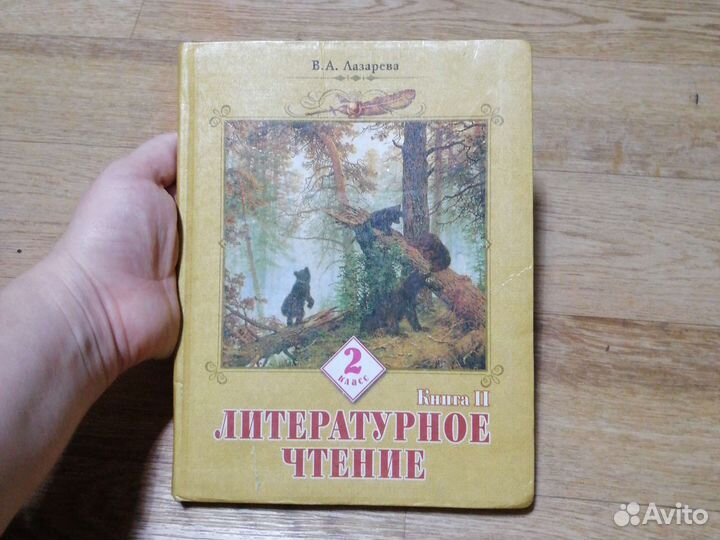 В.А. Лазарева
2
класс
Книга II
ЛИТЕРАТУРНОЕ
ЧТЕНИЕ
Avito